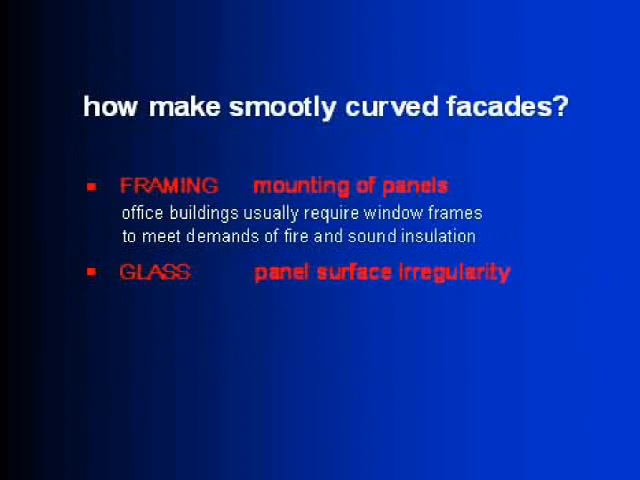 how make smootly curved facades?
FRAMING mounting of panels
office buildings usually require window frames
to meet demands of fire and sound insulation
GLASS panel surface irregularity